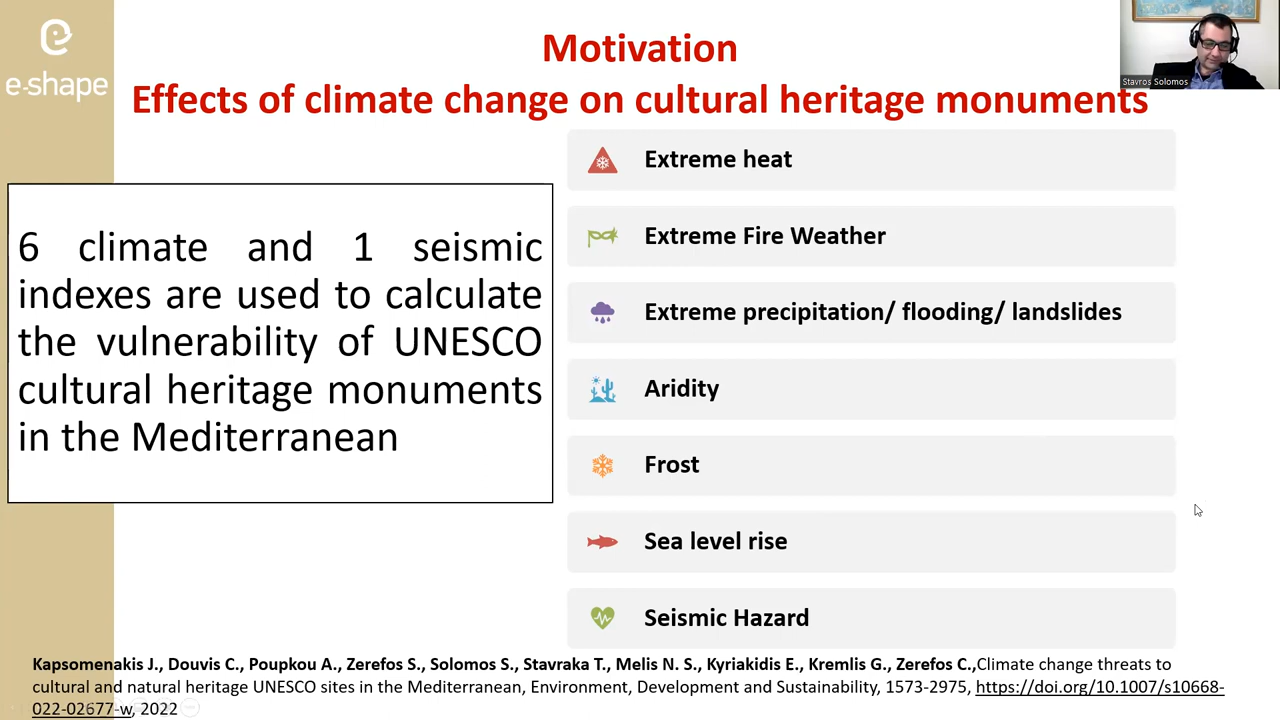 e-shape
Motivation
Effects of climate change on cultural heritage monuments
Stavros Solomos
6 climate and 1 seismic
indexes are used to calculate
the vulnerability of UNESCO
cultural heritage monuments
in the Mediterranean
Extreme heat
Extreme Fire Weather
Extreme precipitation/ flooding/ landslides
Aridity
Frost
Sea level rise
Seismic Hazard
Kapsomenakis J., Douvis C., Poupkou A., Zerefos S., Solomos S., Stavraka T., Melis N. S., Kyriakidis E., Kremlis G., Zerefos C.,Climate change threats to
cultural and natural heritage UNESCO sites in the Mediterranean, Environment, Development and Sustainability, 1573-2975, https://doi.org/10.1007/s10668-
022-02677-w, 2022